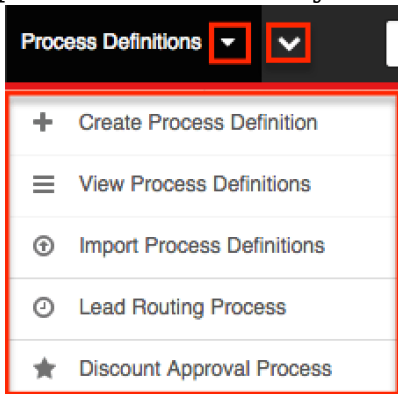 Process Definitions
Create Process Definition
View Process Definitions
Import Process Definitions
Lead Routing Process
Discount Approval Process